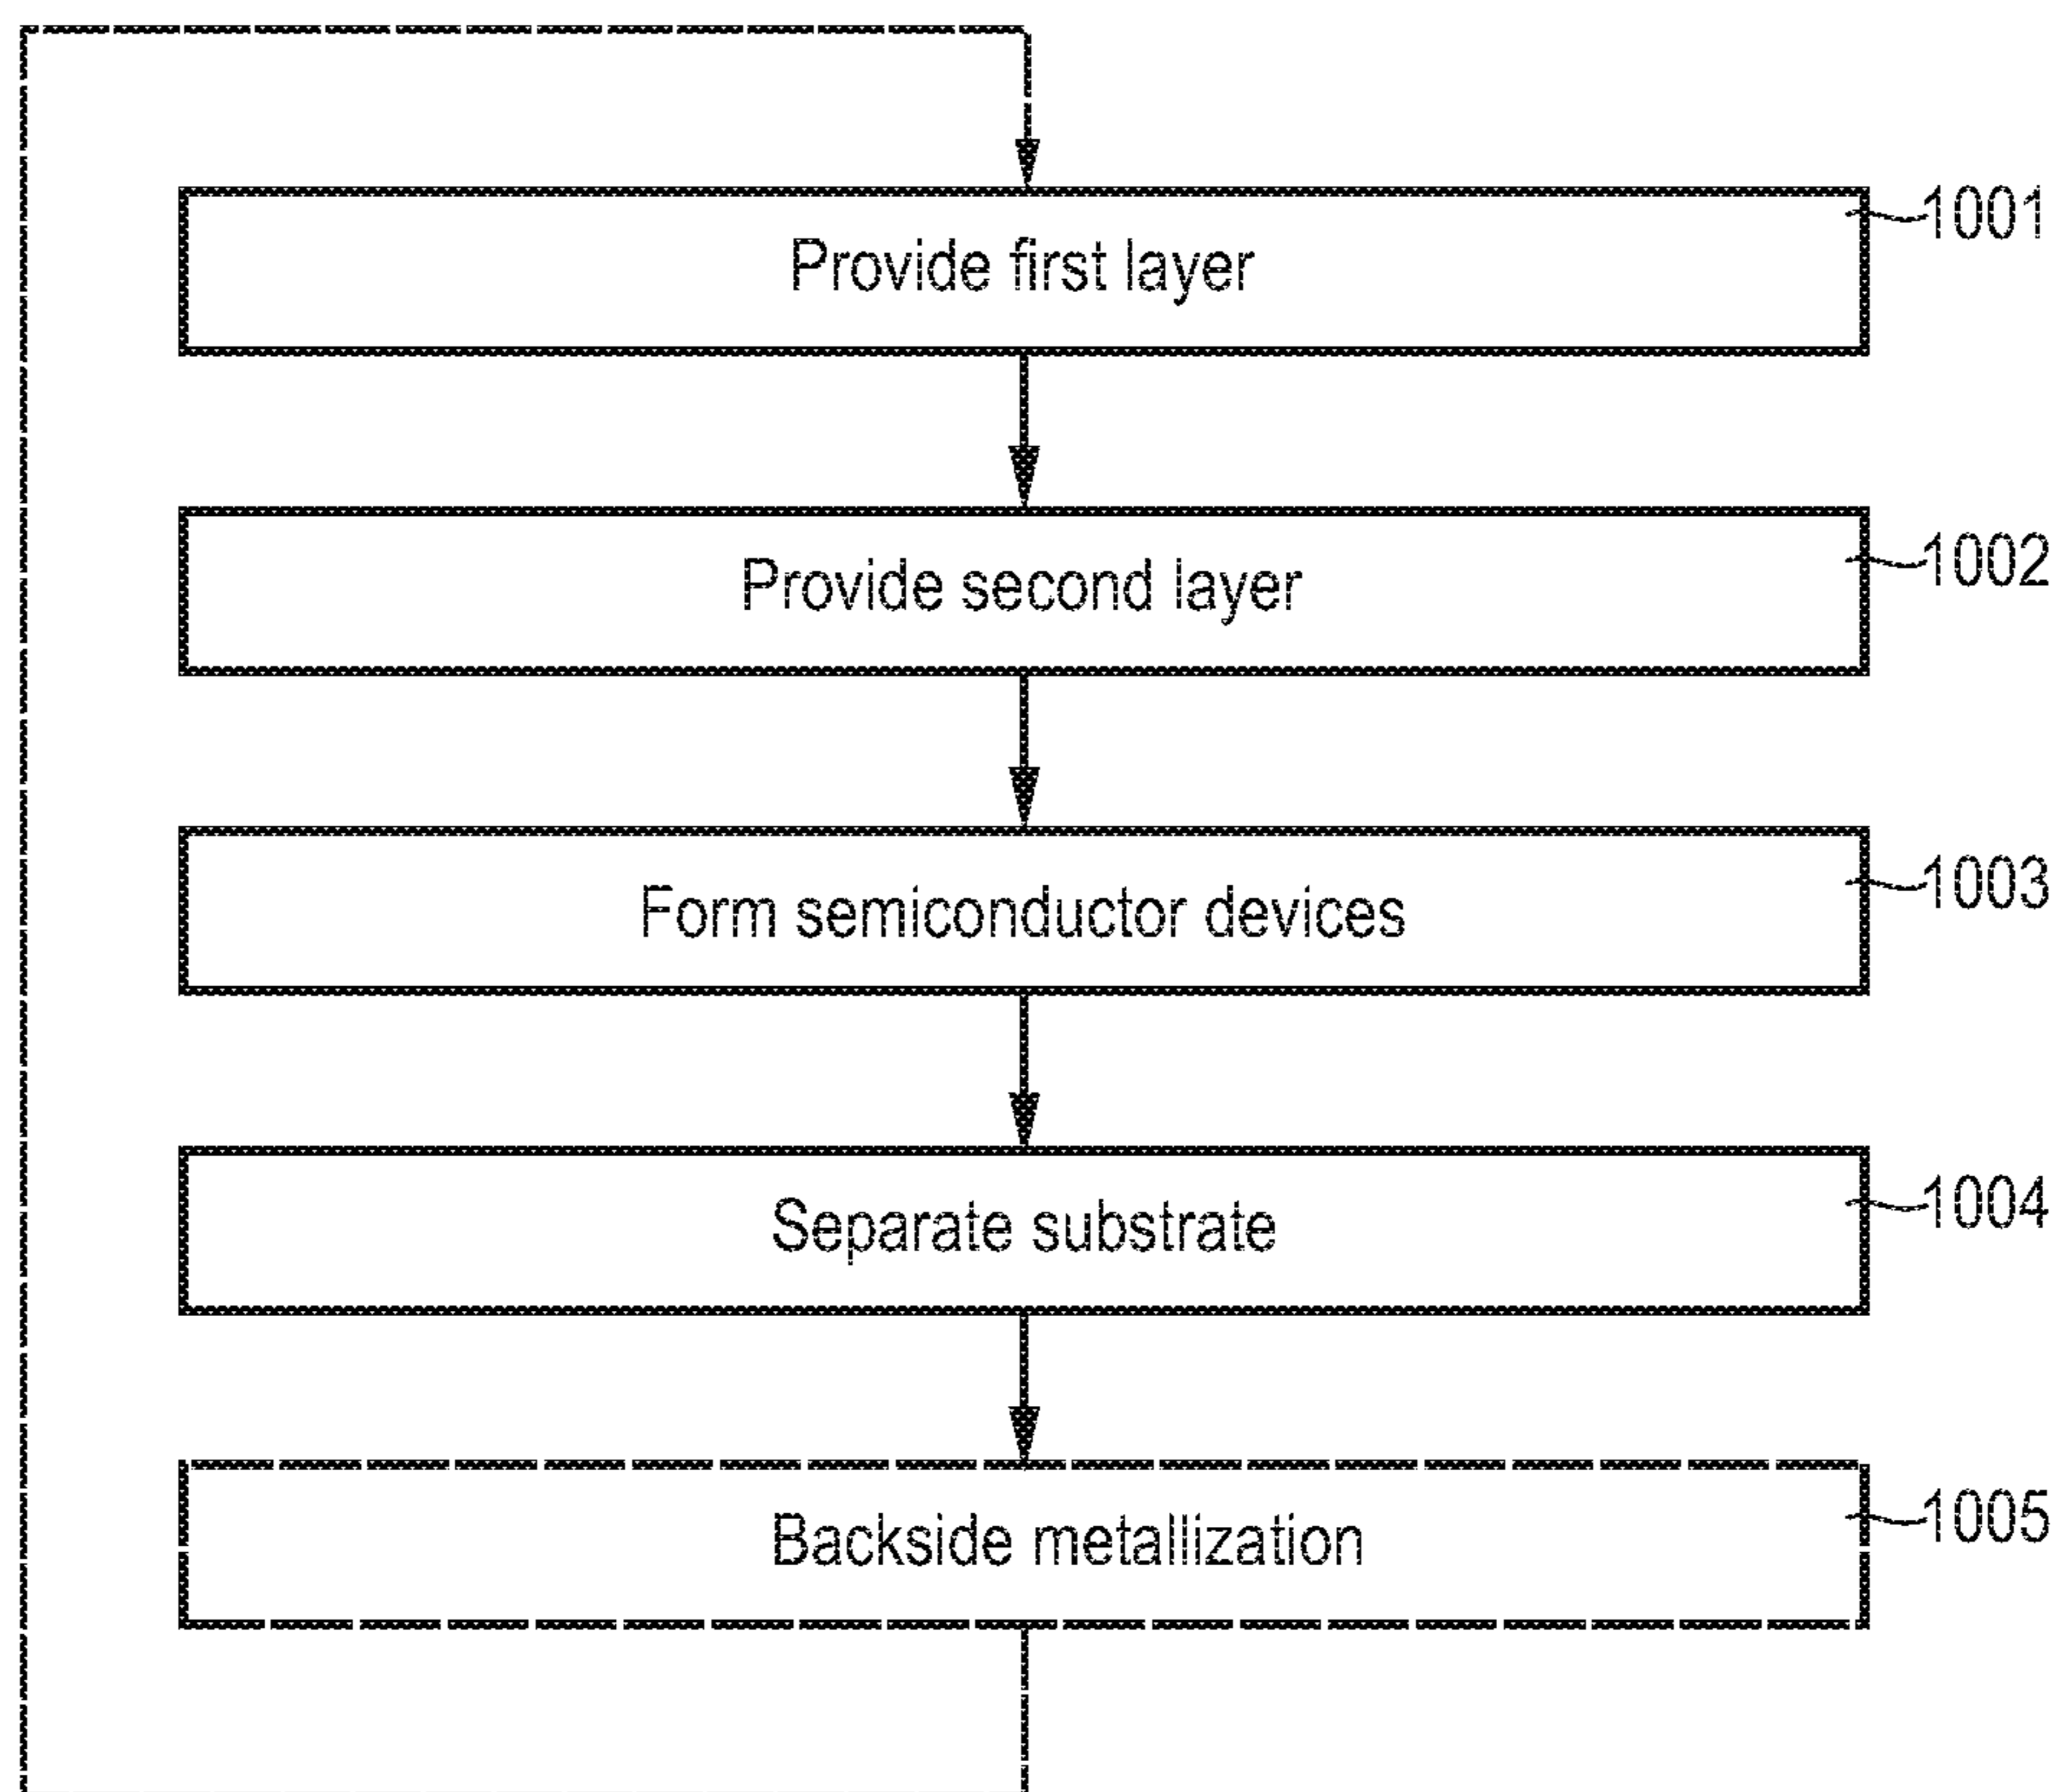 Provide first layer 1001
Provide second layer 1002
Form semiconductor devices 1003
Separate substrate 1004
Backside metallization 1005